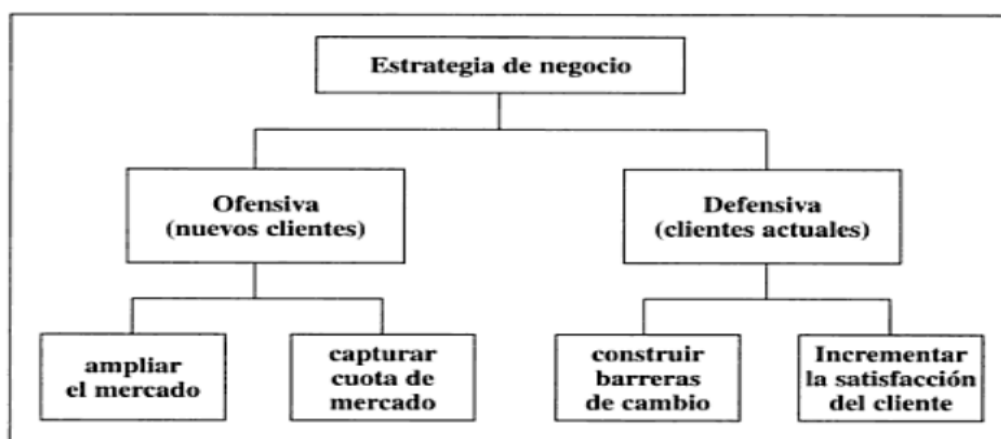 Estrategia de negocio
Ofensiva
(nuevos clientes)
Defensiva
(clientes actuales)
ampliar
el mercado
capturar
cuota de
mercado
construir
barreras
de cambio
Incrementar
la satisfacción
del cliente